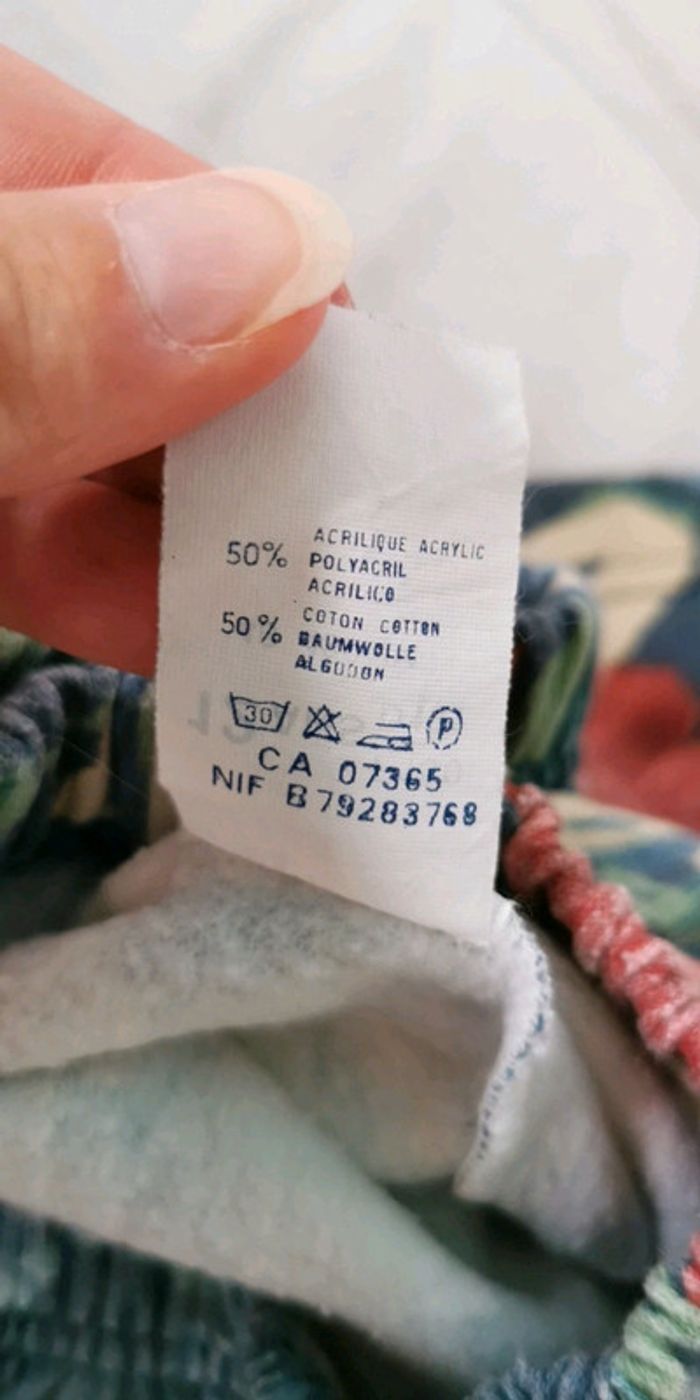 50% ACRILIQUE ACRYLIC
POLYACRIL
ACRILICO
50% COTON COTTON
BAUMWOLLE
ALGODON
30 P
CA 07365
NIF B79283768